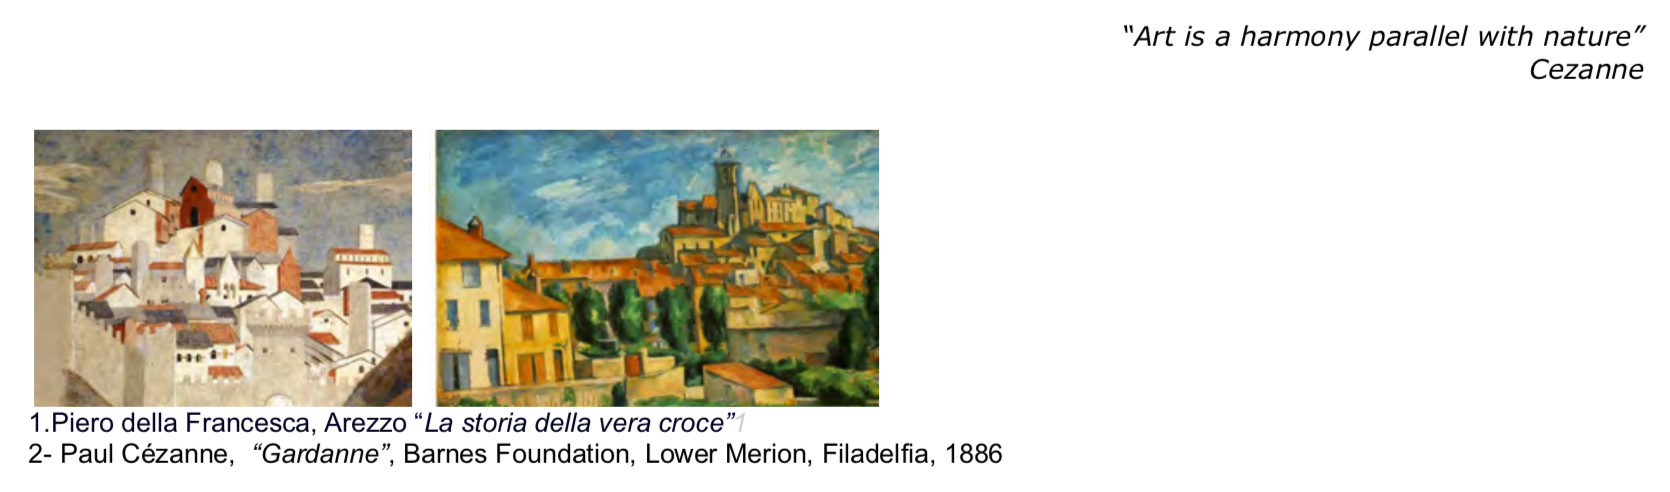 “Art is a harmony parallel with nature”
Cezanne
1.Piero della Francesca, Arezzo “La storia della vera croce”1
2- Paul Cézanne, “Gardanne”, Barnes Foundation, Lower Merion, Filadelfia, 1886